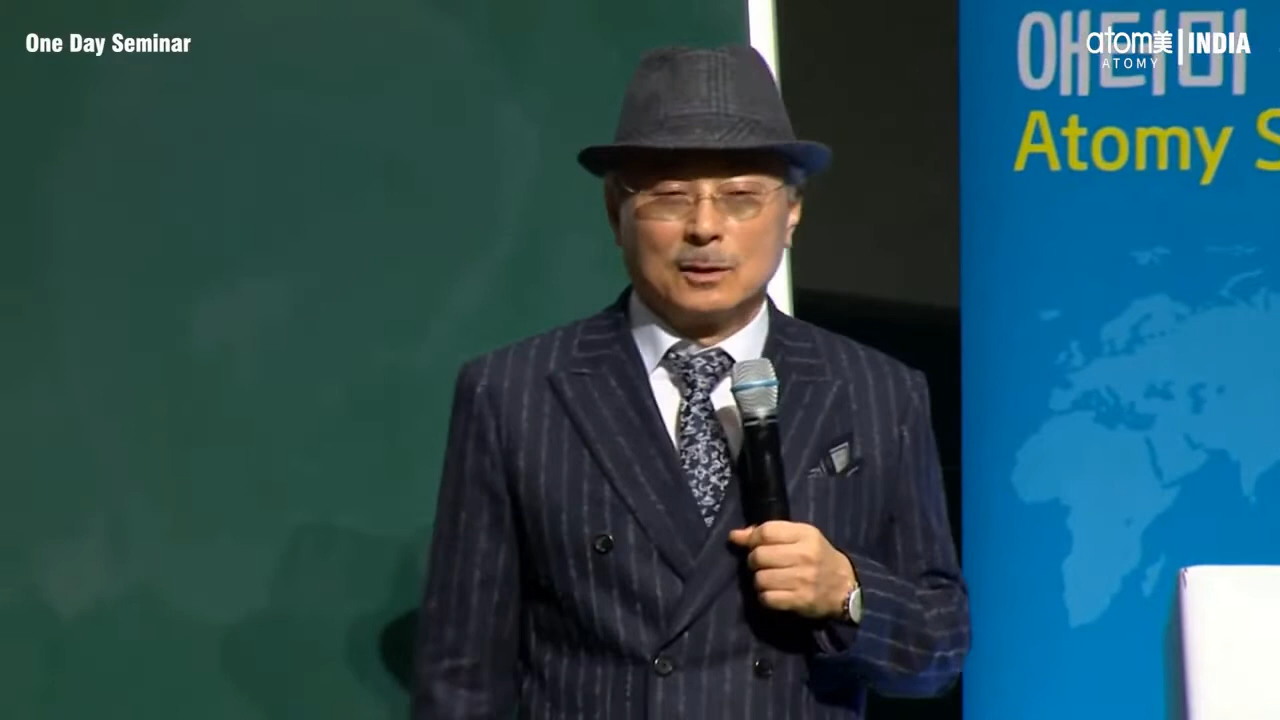 One Day Seminar
atom美 | INDIA
ATOMY
애터미
Atomy S